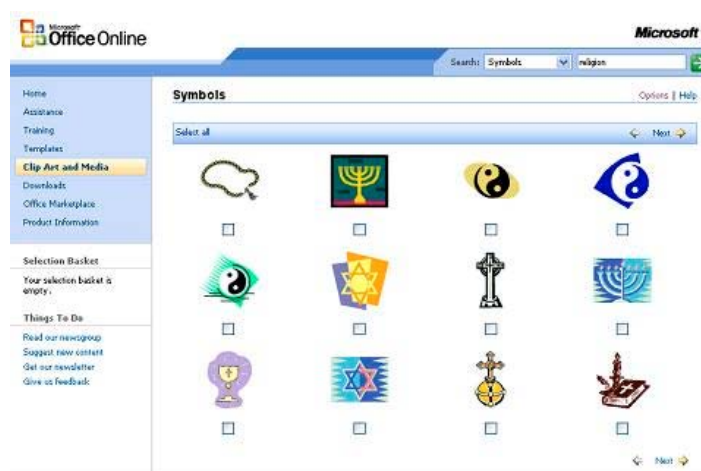 Microsoft
Office Online
Microsoft
Search: Symbols religion
Home
Assistance
Training
Templates
Clip Art and Media
Downloads
Office Marketplace
Product Information
Symbols
Options | Help
Select all
Next
Selection Basket
Your selection basket is
empty.
Things To Do
Read our newsgroup
Suggest new content
Get our newsletter
Give us feedback
Next